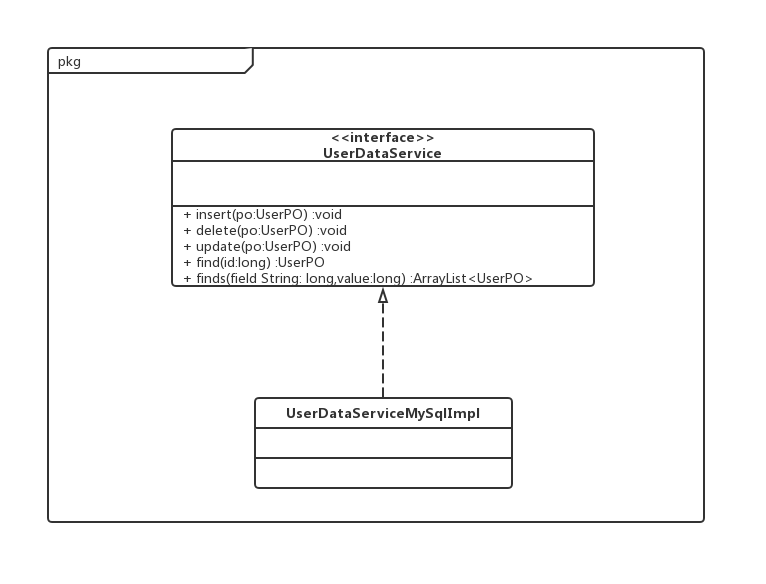 pkg
<<interface>>
UserDataService
+ insert(po:UserPO) :void
+ delete(po:UserPO) :void
+ update(po:UserPO) :void
+ find(id:long) :UserPO
+ finds(field String: long,value:long) :ArrayList<UserPO>
UserDataServiceMySqlImpl